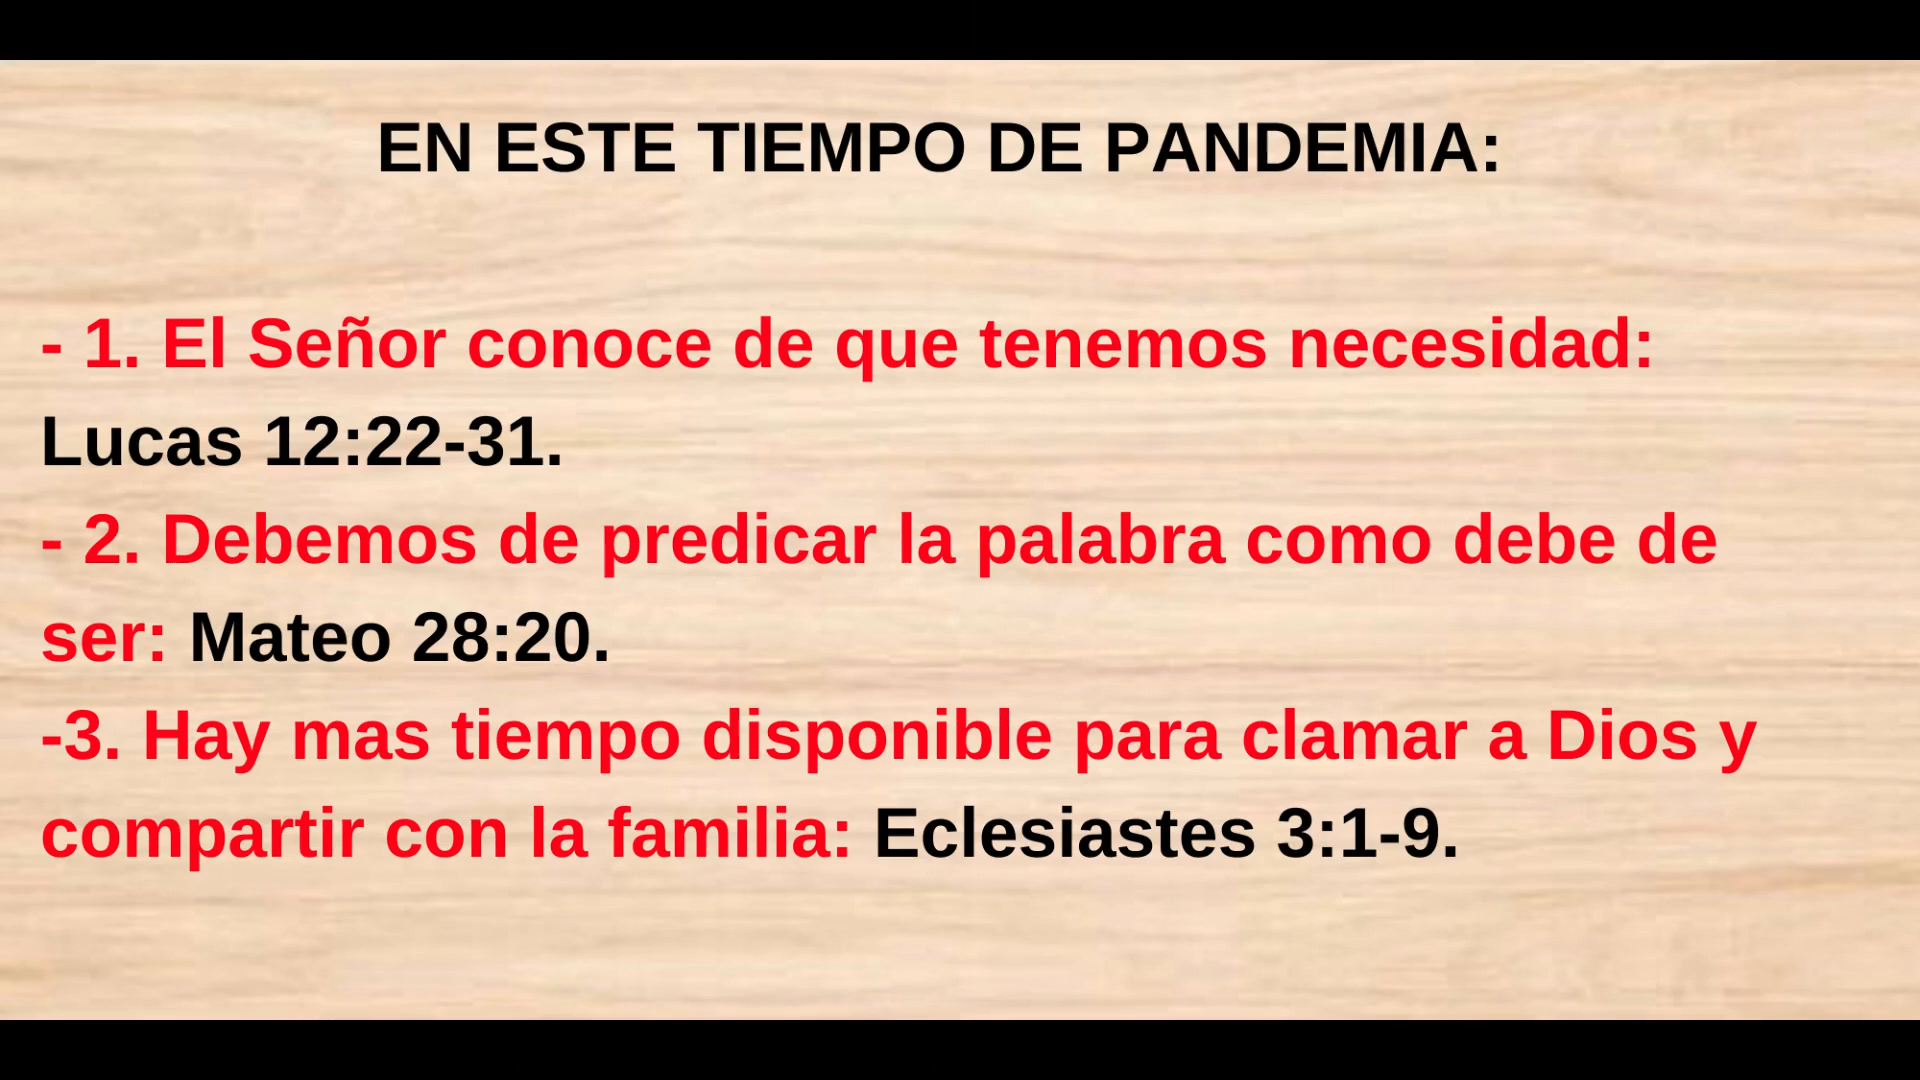 EN ESTE TIEMPO DE PANDEMIA:
- 1. El Señor conoce de que tenemos necesidad:
Lucas 12:22-31.
- 2. Debemos de predicar la palabra como debe de
ser: Mateo 28:20.
-3. Hay mas tiempo disponible para clamar a Dios y
compartir con la familia: Eclesiastes 3:1-9.